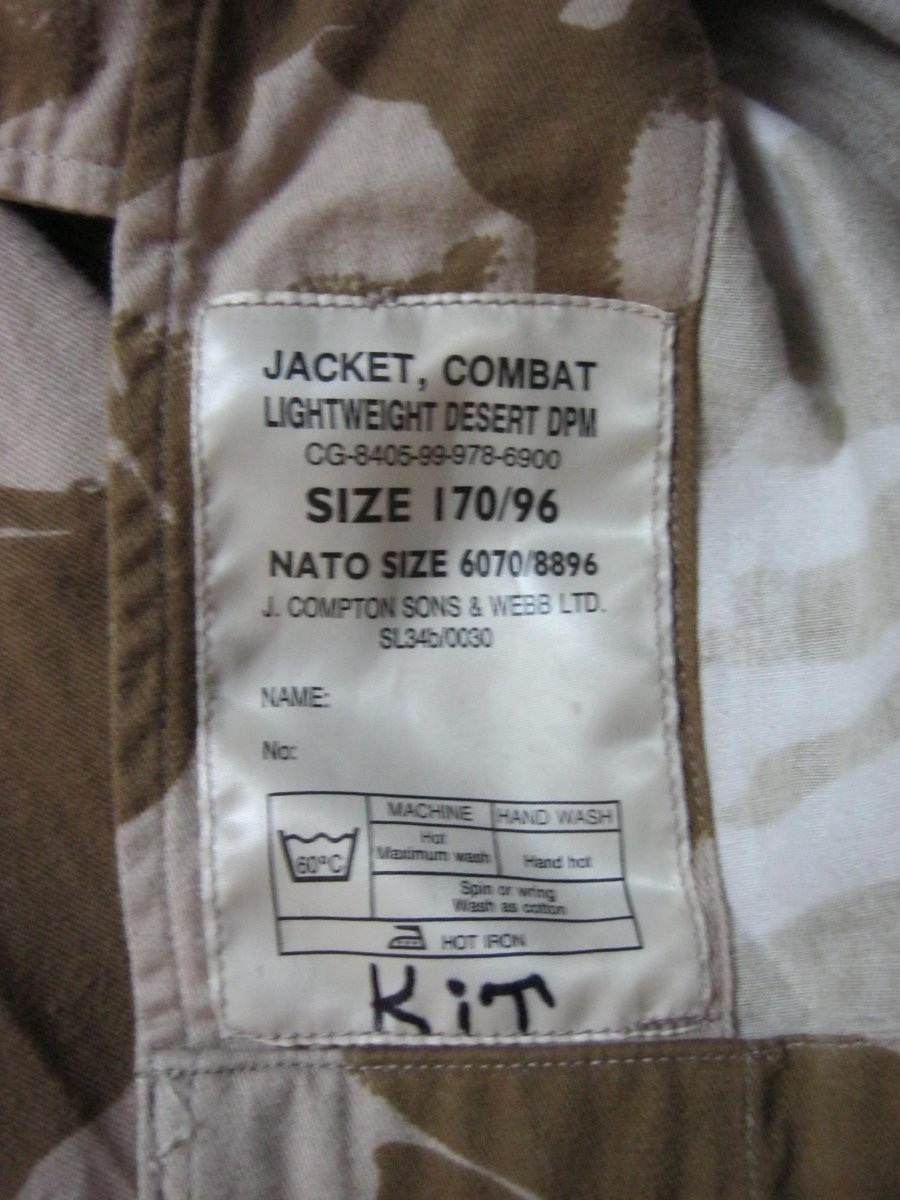 JACKET, COMBAT
LIGHTWEIGHT DESERT DPM
CG-8405-99-978-6900
SIZE 170/96
NATO SIZE 6070/8896
J. COMPTON SONS & WEBB LTD.
SL34b/0030
NAME:
No:
MACHINE HAND WASH
60°C
Hot
Maximum wash Hand hot
Spin or wring
Wash as cotton
HOT IRON
KiT